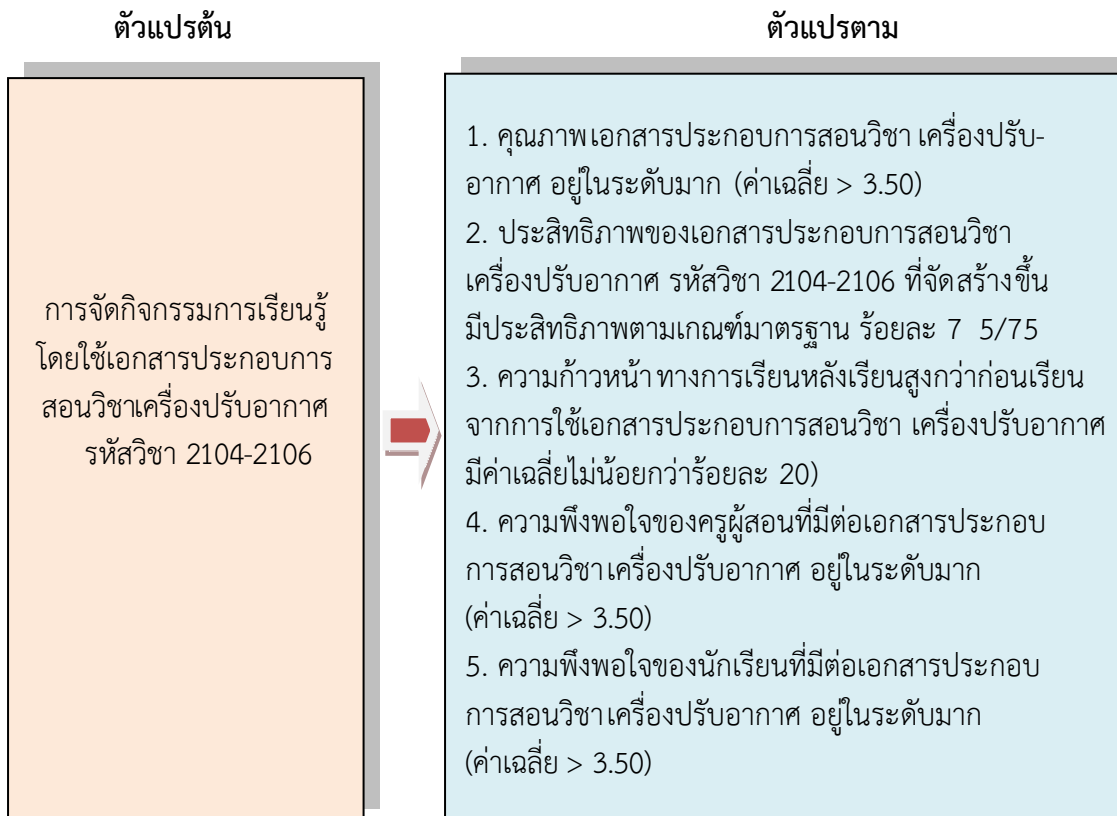 ตัวแปรต้น
ตัวแปรตาม
การจัดกิจกรรมการเรียนรู้
โดยใช้เอกสารประกอบการ
สอนวิชาเครื่องปรับอากาศ
รหัสวิชา 2104-2106
1. คุณภาพเอกสารประกอบการสอนวิชา เครื่องปรับ-
อากาศ อยู่ในระดับมาก (ค่าเฉลี่ย > 3.50)
2. ประสิทธิภาพของเอกสารประกอบการสอนวิชา
เครื่องปรับอากาศ รหัสวิชา 2104-2106 ที่จัดสร้างขึ้น
มีประสิทธิภาพตามเกณฑ์มาตรฐาน ร้อยละ 7 5/75
3. ความก้าวหน้า ทางการเรียนหลังเรียนสูงกว่าก่อนเรียน
จากการใช้เอกสารประกอบการสอนวิชา เครื่องปรับอากาศ
มีค่าเฉลี่ยไม่น้อยกว่าร้อยละ 20)
4. ความพึงพอใจของครูผู้สอนที่มีต่อเอกสารประกอบ
การสอนวิชาเครื่องปรับอากาศ อยู่ในระดับมาก
(ค่าเฉลี่ย > 3.50)
5. ความพึงพอใจของนักเรียนที่มีต่อเอกสารประกอบ
การสอนวิชาเครื่องปรับอากาศ อยู่ในระดับมาก
(ค่าเฉลี่ย > 3.50)